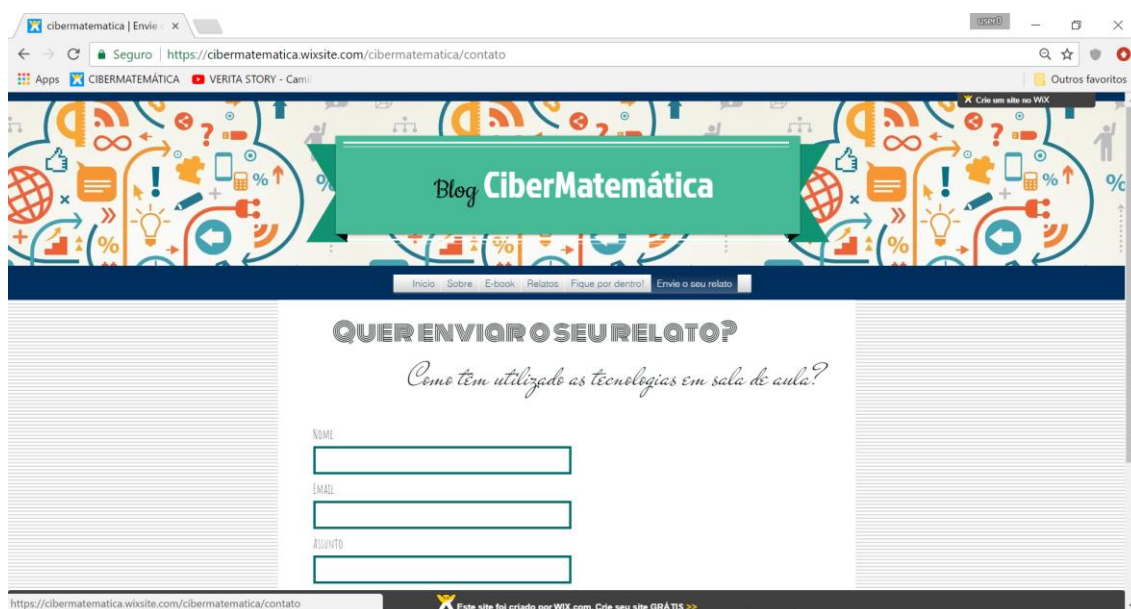 cibermatematica | Envie
user0
Seguro | https://cibermatematica.wixsite.com/cibermatematica/contato
Apps CIBERMATEMÁTICA VERITA STORY - Cami
Outros favoritos
Crie um site no WiX
Blog CiberMatemática
Início Sobre E-book Relatos Fique por dentro! Envie o seu relato
Quer enviar o seu relato?
Como têm utilizado as tecnologias em sala de aula?
Nome
Email
Assunto
https://cibermatematica.wixsite.com/cibermatematica/contato
Este site foi criado por WIX.com. Crie seu site GRÁTIS >>